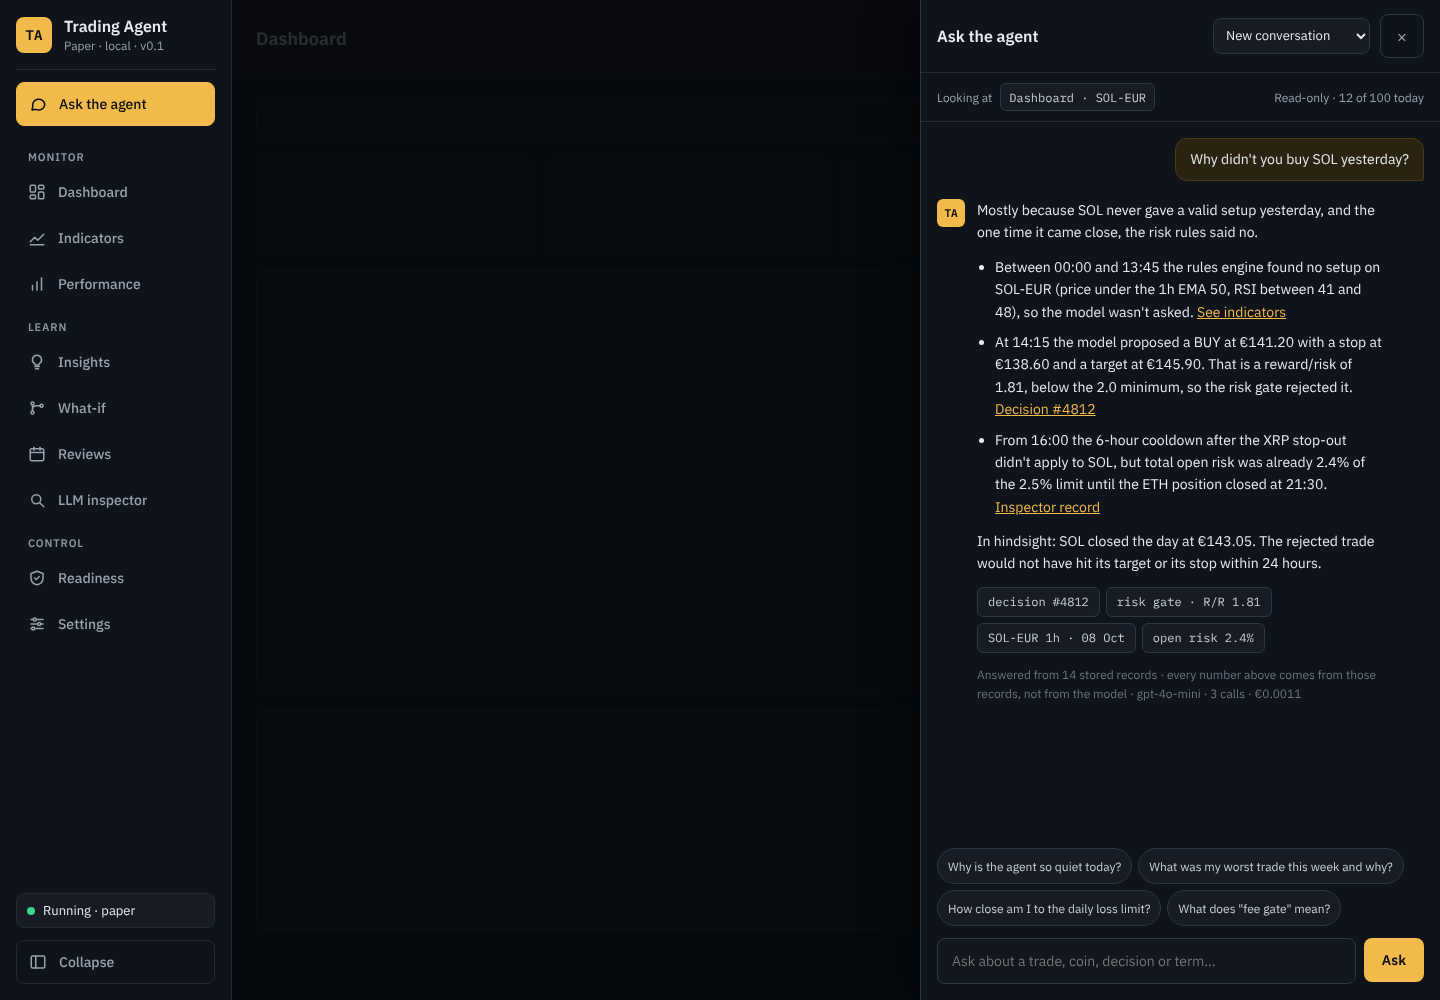 TA
Trading Agent
Paper · local · v0.1
Ask the agent
MONITOR
Dashboard
Indicators
Performance
LEARN
Insights
What-if
Reviews
LLM inspector
CONTROL
Readiness
Settings
Running · paper
Collapse
Dashboard
Ask the agent
New conversation
×
Looking at
Dashboard · SOL-EUR
Read-only · 12 of 100 today
Why didn't you buy SOL yesterday?
TA
Mostly because SOL never gave a valid setup yesterday, and the
one time it came close, the risk rules said no.
• Between 00:00 and 13:45 the rules engine found no setup on
SOL-EUR (price under the 1h EMA 50, RSI between 41 and
48), so the model wasn't asked. See indicators
• At 14:15 the model proposed a BUY at €141.20 with a stop at
€138.60 and a target at €145.90. That is a reward/risk of
1.81, below the 2.0 minimum, so the risk gate rejected it.
Decision #4812
• From 16:00 the 6-hour cooldown after the XRP stop-out
didn't apply to SOL, but total open risk was already 2.4% of
the 2.5% limit until the ETH position closed at 21:30.
Inspector record
In hindsight: SOL closed the day at €143.05. The rejected trade
would not have hit its target or its stop within 24 hours.
decision #4812
risk gate · R/R 1.81
SOL-EUR 1h · 08 Oct
open risk 2.4%
Answered from 14 stored records · every number above comes from those
records, not from the model · gpt-4o-mini · 3 calls · €0.0011
Why is the agent so quiet today?
What was my worst trade this week and why?
How close am I to the daily loss limit?
What does "fee gate" mean?
Ask about a trade, coin, decision or term...
Ask